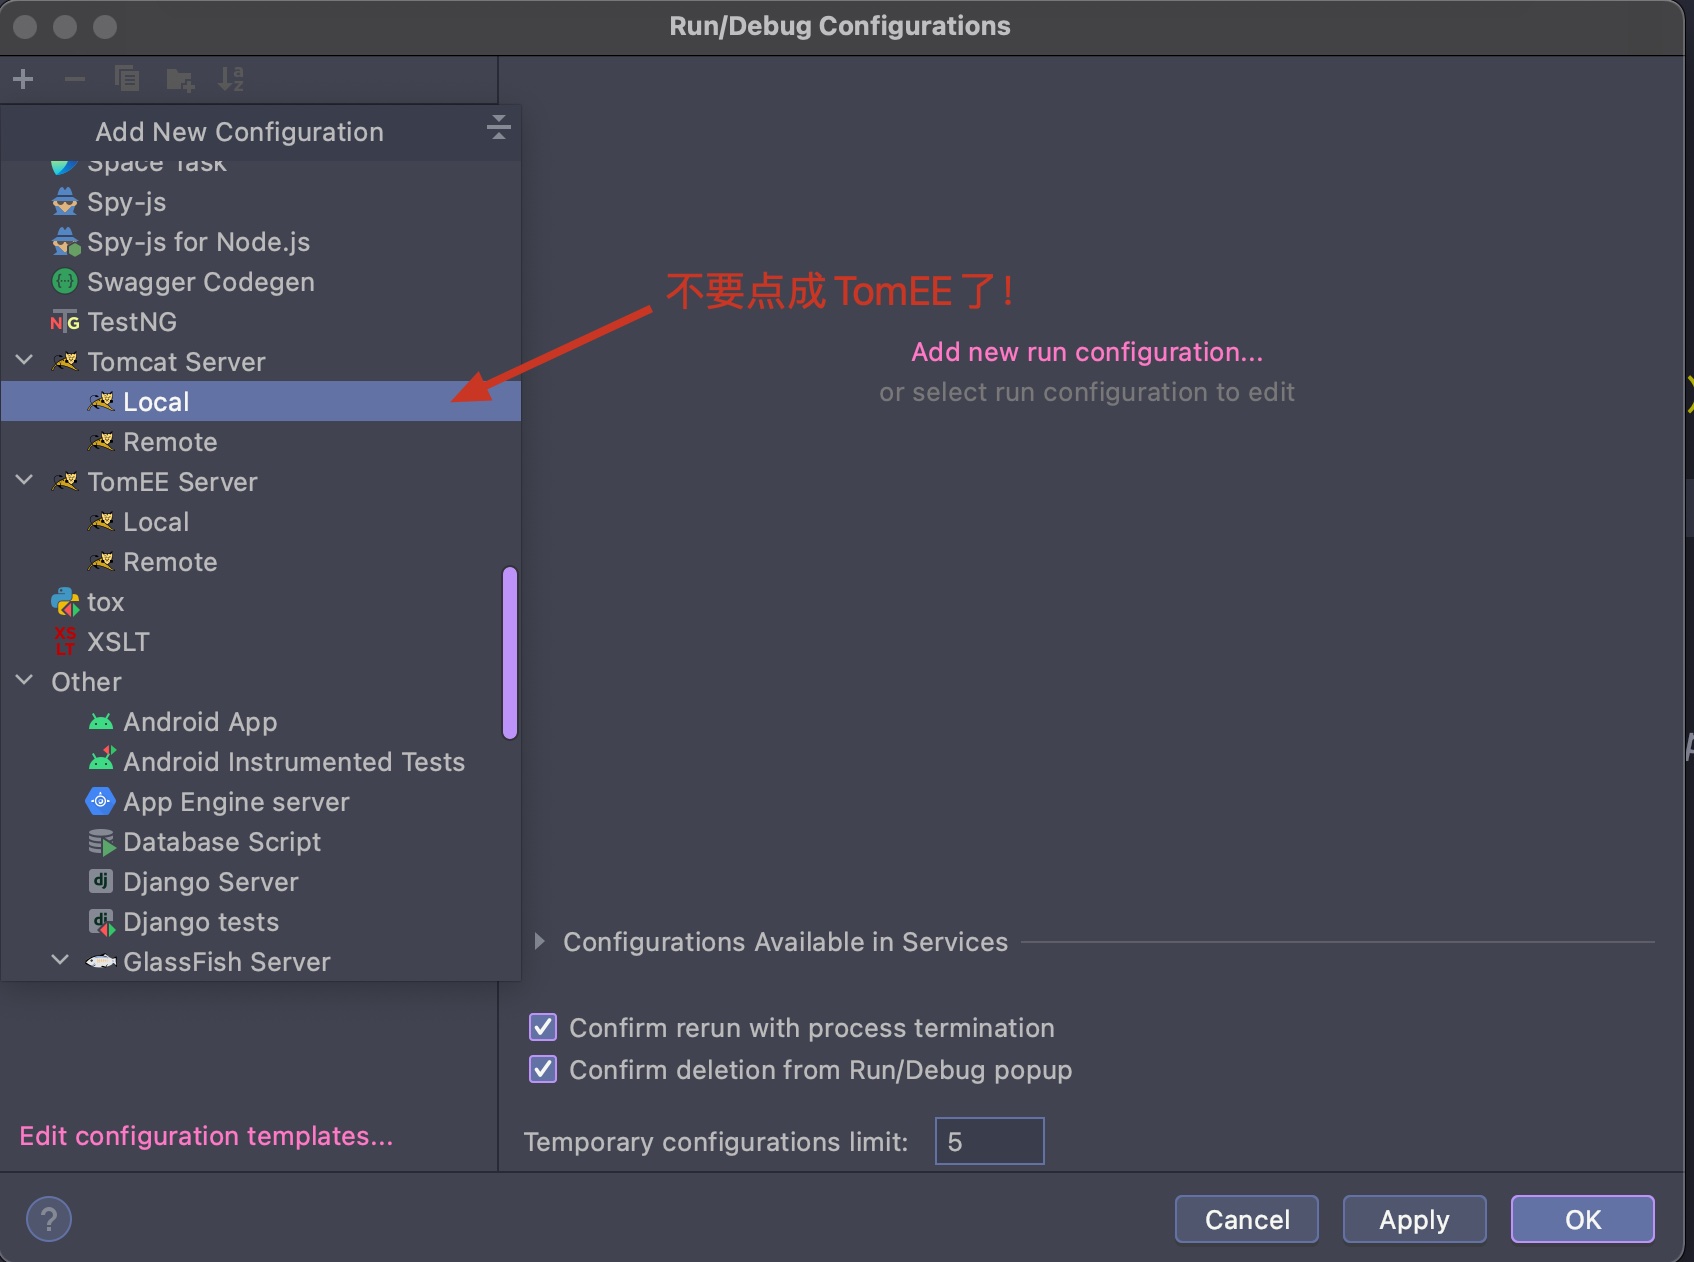 Run/Debug Configurations
Add New Configuration
Space Task
Spy-js
Spy-js for Node.js
Swagger Codegen
TestNG
Tomcat Server
Local
Remote
TomEE Server
Local
Remote
tox
XSLT
Other
Android App
Android Instrumented Tests
App Engine server
Database Script
Django Server
Django tests
GlassFish Server
Edit configuration templates...
不要点成 TomEE 了！
Add new run configuration...
or select run configuration to edit
Configurations Available in Services
Confirm rerun with process termination
Confirm deletion from Run/Debug popup
Temporary configurations limit: 5
?
Cancel Apply OK